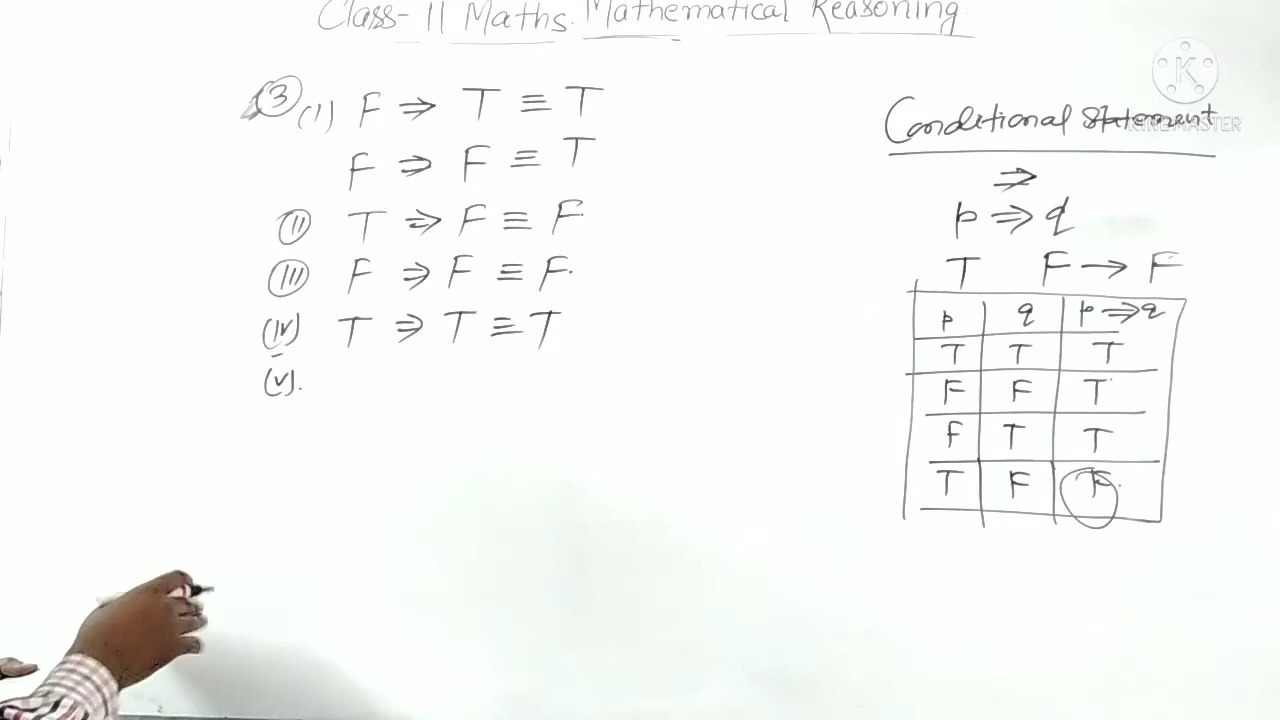 Class-11 Maths. Mathematical Reasoning
③ (i) F ⇒ T ≡ T
F ⇒ F ≡ T
(ii) T ⇒ F ≡ F
(iii) F ⇒ F ≡ F.
(iv) T ⇒ T ≡ T
(v).
Conditional Statement
KINEMASTER
⇒
p ⇒ q
T F → F
p q p ⇒ q
T T T
F F T
F T T
T F F
K